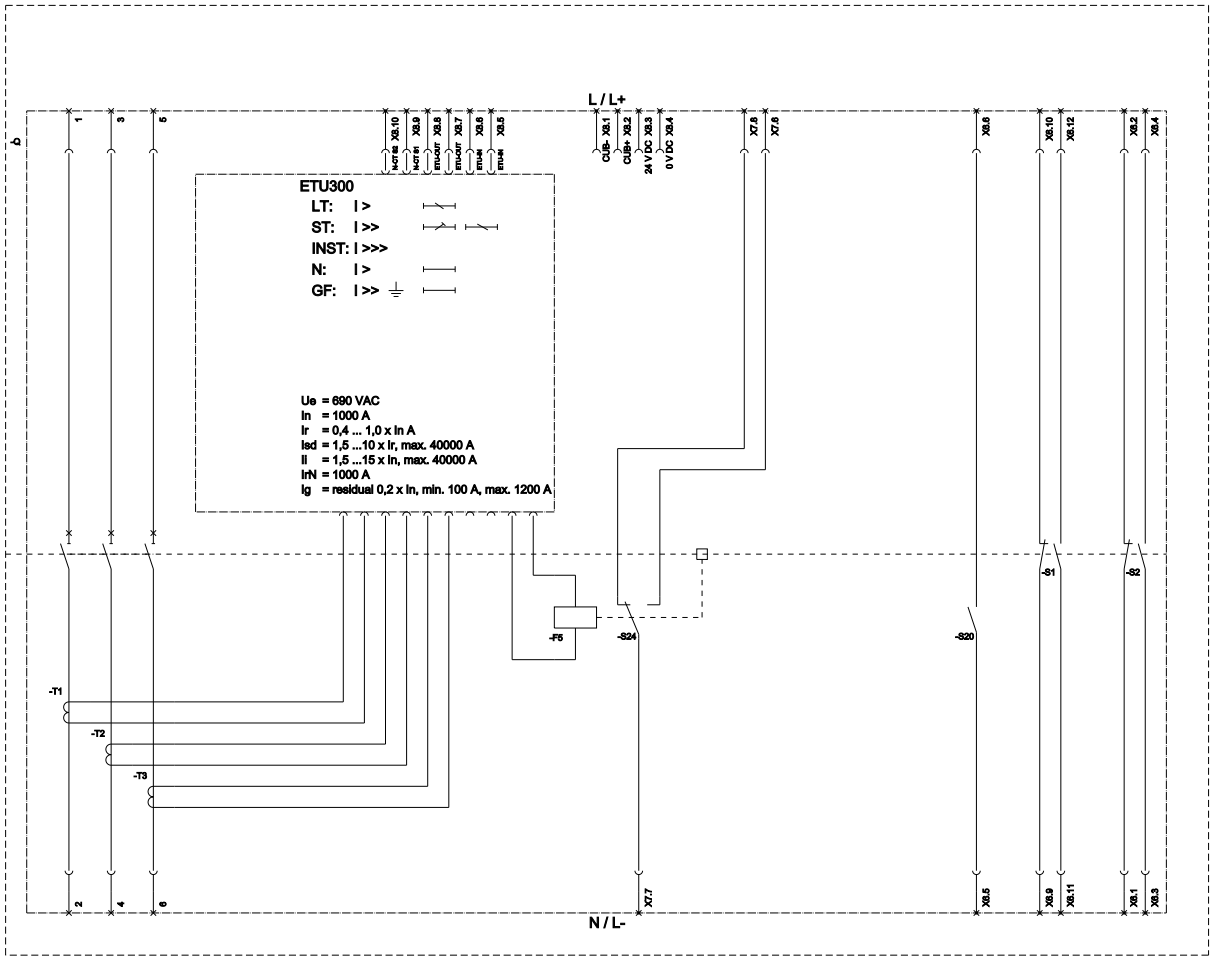 L / L+
1
3
5
X8.10
N-CT S2
X8.9
N-CT S1
X8.8
ETU-OUT
X8.7
ETU-OUT
X8.6
ETU-IN
X8.5
ETU-IN
X8.1
CUB-
X8.2
CUB+
X8.3
24 V DC
X8.4
0 V DC
X7.8
X7.6
X6.6
X6.10
X6.12
X6.2
X6.4
ETU300
LT: I >
ST: I >>
INST: I >>>
N: I >
GF: I >>
Ue = 690 VAC
In = 1000 A
Ir = 0,4 ... 1,0 x In A
Isd = 1,5 ...10 x Ir, max. 40000 A
Ii = 1,5 ...15 x In, max. 40000 A
IrN = 1000 A
Ig = residual 0,2 x In, min. 100 A, max. 1200 A
-S1
-S2
-F5
-S24
-S20
-T1
-T2
-T3
2
4
6
X7.7
X6.5
X6.9
X6.11
X6.1
X6.3
N / L-